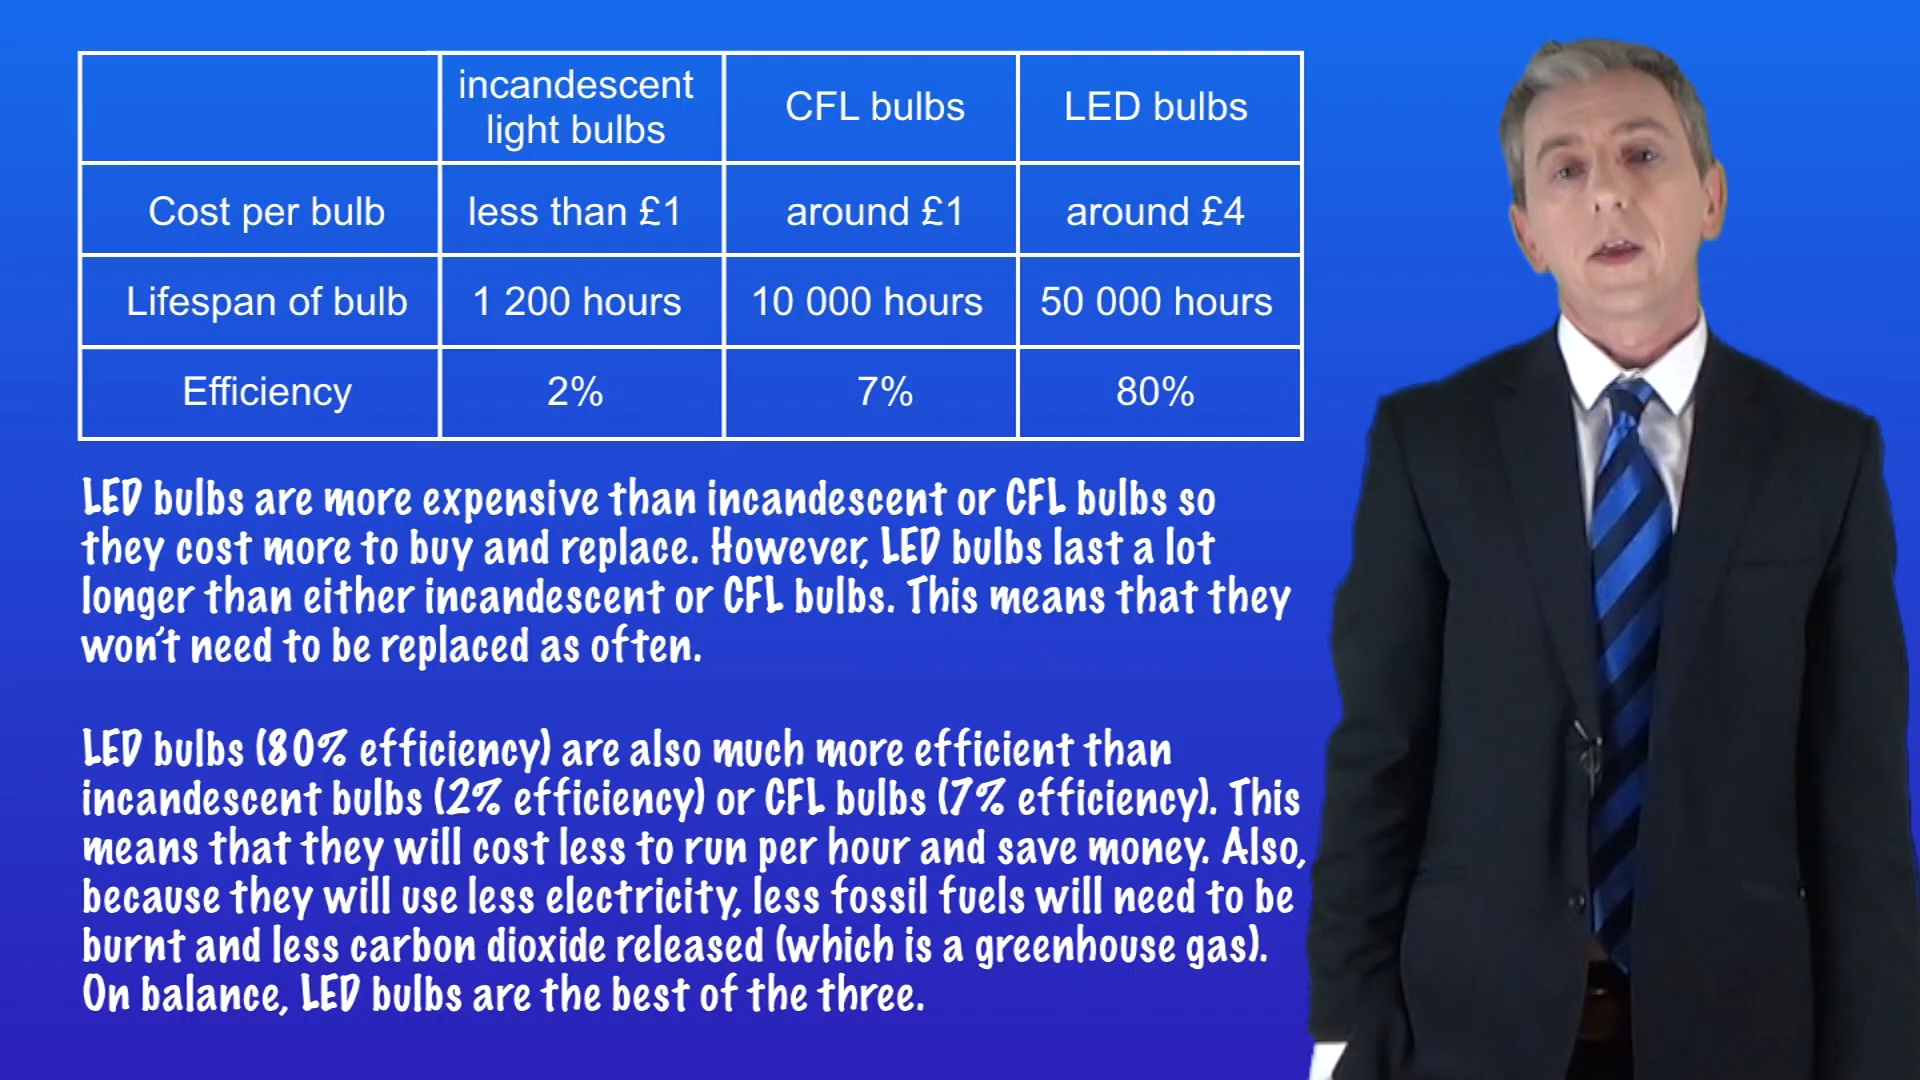 incandescent
light bulbs
CFL bulbs
LED bulbs
Cost per bulb
less than £1
around £1
around £4
Lifespan of bulb
1 200 hours
10 000 hours
50 000 hours
Efficiency
2%
7%
80%
LED bulbs are more expensive than incandescent or CFL bulbs so
they cost more to buy and replace. However, LED bulbs last a lot
longer than either incandescent or CFL bulbs. This means that they
won't need to be replaced as often.
LED bulbs (80% efficiency) are also much more efficient than
incandescent bulbs (2% efficiency) or CFL bulbs (7% efficiency). This
means that they will cost less to run per hour and save money. Also,
because they will use less electricity, less fossil fuels will need to be
burnt and less carbon dioxide released (which is a greenhouse gas).
On balance, LED bulbs are the best of the three.